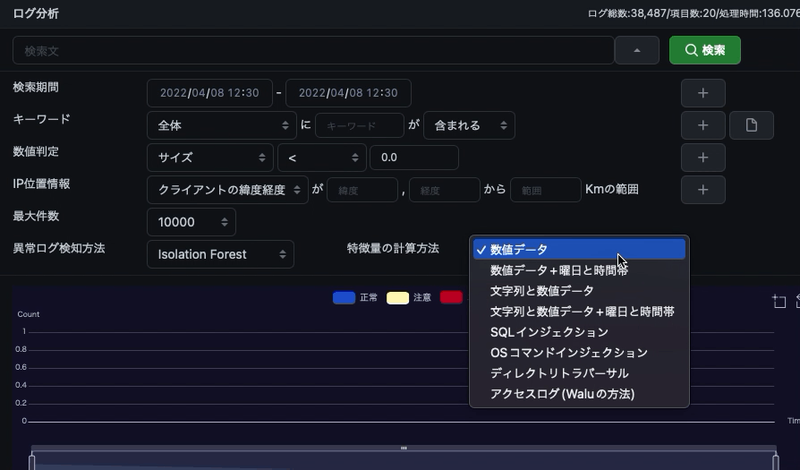 ログ分析
ログ総数:38,487/項目数:20/処理時間:136.076
検索文
検索
検索期間 2022/04/08 12:30 - 2022/04/08 12:30
キーワード 全体 に キーワード が 含まれる
数値判定 サイズ < 0.0
IP位置情報 クライアントの緯度経度 が 緯度 , 経度 から 範囲 Kmの範囲
最大件数 10000
異常ログ検知方法 Isolation Forest 特徴量の計算方法
✓ 数値データ
数値データ+曜日と時間帯
文字列と数値データ
文字列と数値データ+曜日と時間帯
SQLインジェクション
OSコマンドインジェクション
ディレクトリトラバーサル
アクセスログ(Waluの方法)
正常 注意
Count
1
0.8
0.6
0.4
0.2
0
Tim